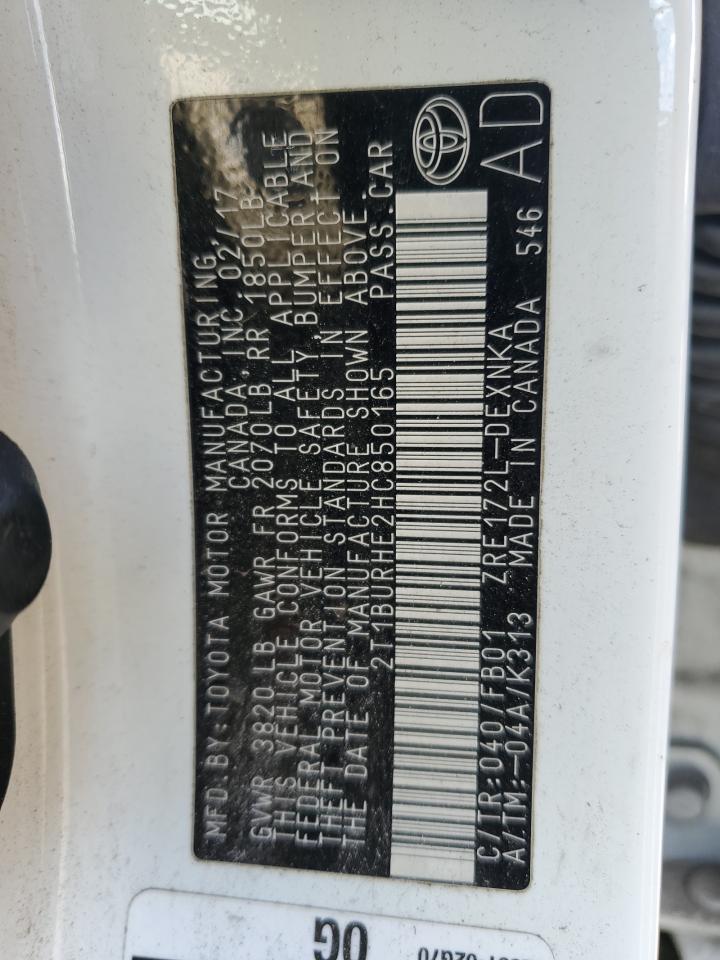 MFD.BY:TOYOTA MOTOR MANUFACTURING,
CANADA,INC. 02/17
GVWR 3820 LB GAWR FR 2070LB,RR 1850LB
THIS VEHICLE CONFORMS TO ALL APPLICABLE
FEDERAL MOTOR VEHICLE SAFETY, BUMPER,AND
THEFT PREVENTION STANDARDS IN EFFECT ON
THE DATE OF MANUFACTURE SHOWN ABOVE.
2T1BURHE2HC850165 PASS.CAR
C/TR:040/FB01 ZRE172L-DEXNKA
A/TM:-04A/K313 MADE IN CANADA 546
AD
OG